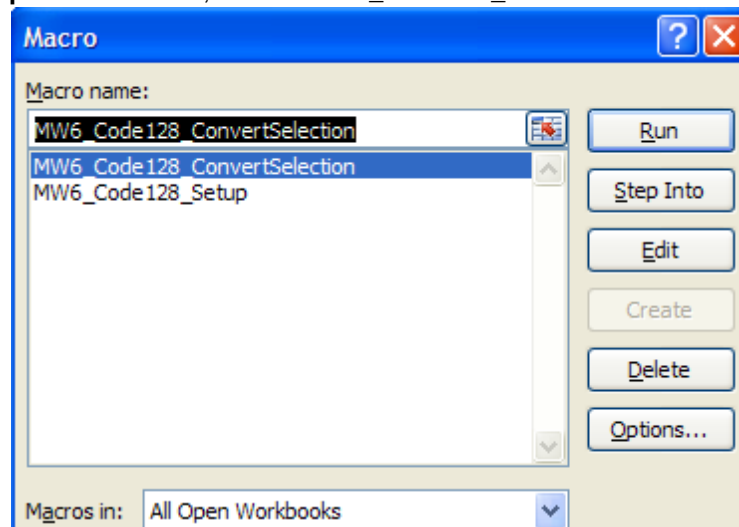 Macro
Macro name:
MW6_Code128_ConvertSelection
Run
MW6_Code128_ConvertSelection
MW6_Code128_Setup
Step Into
Edit
Create
Delete
Options...
Macros in: All Open Workbooks